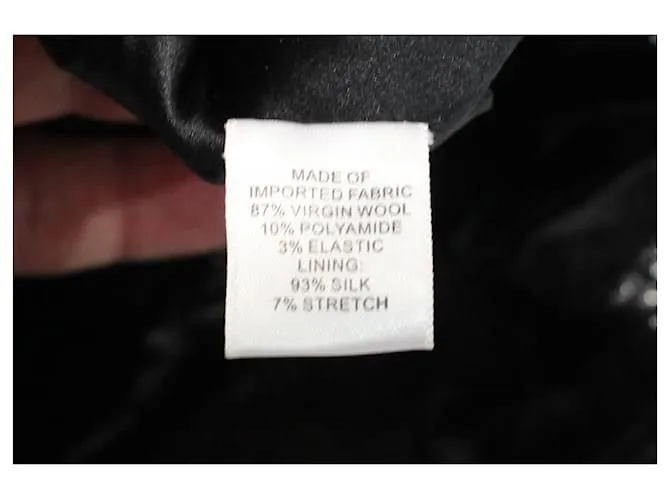 MADE OF
IMPORTED FABRIC
87% VIRGIN WOOL
10% POLYAMIDE
3% ELASTIC
LINING:
93% SILK
7% STRETCH